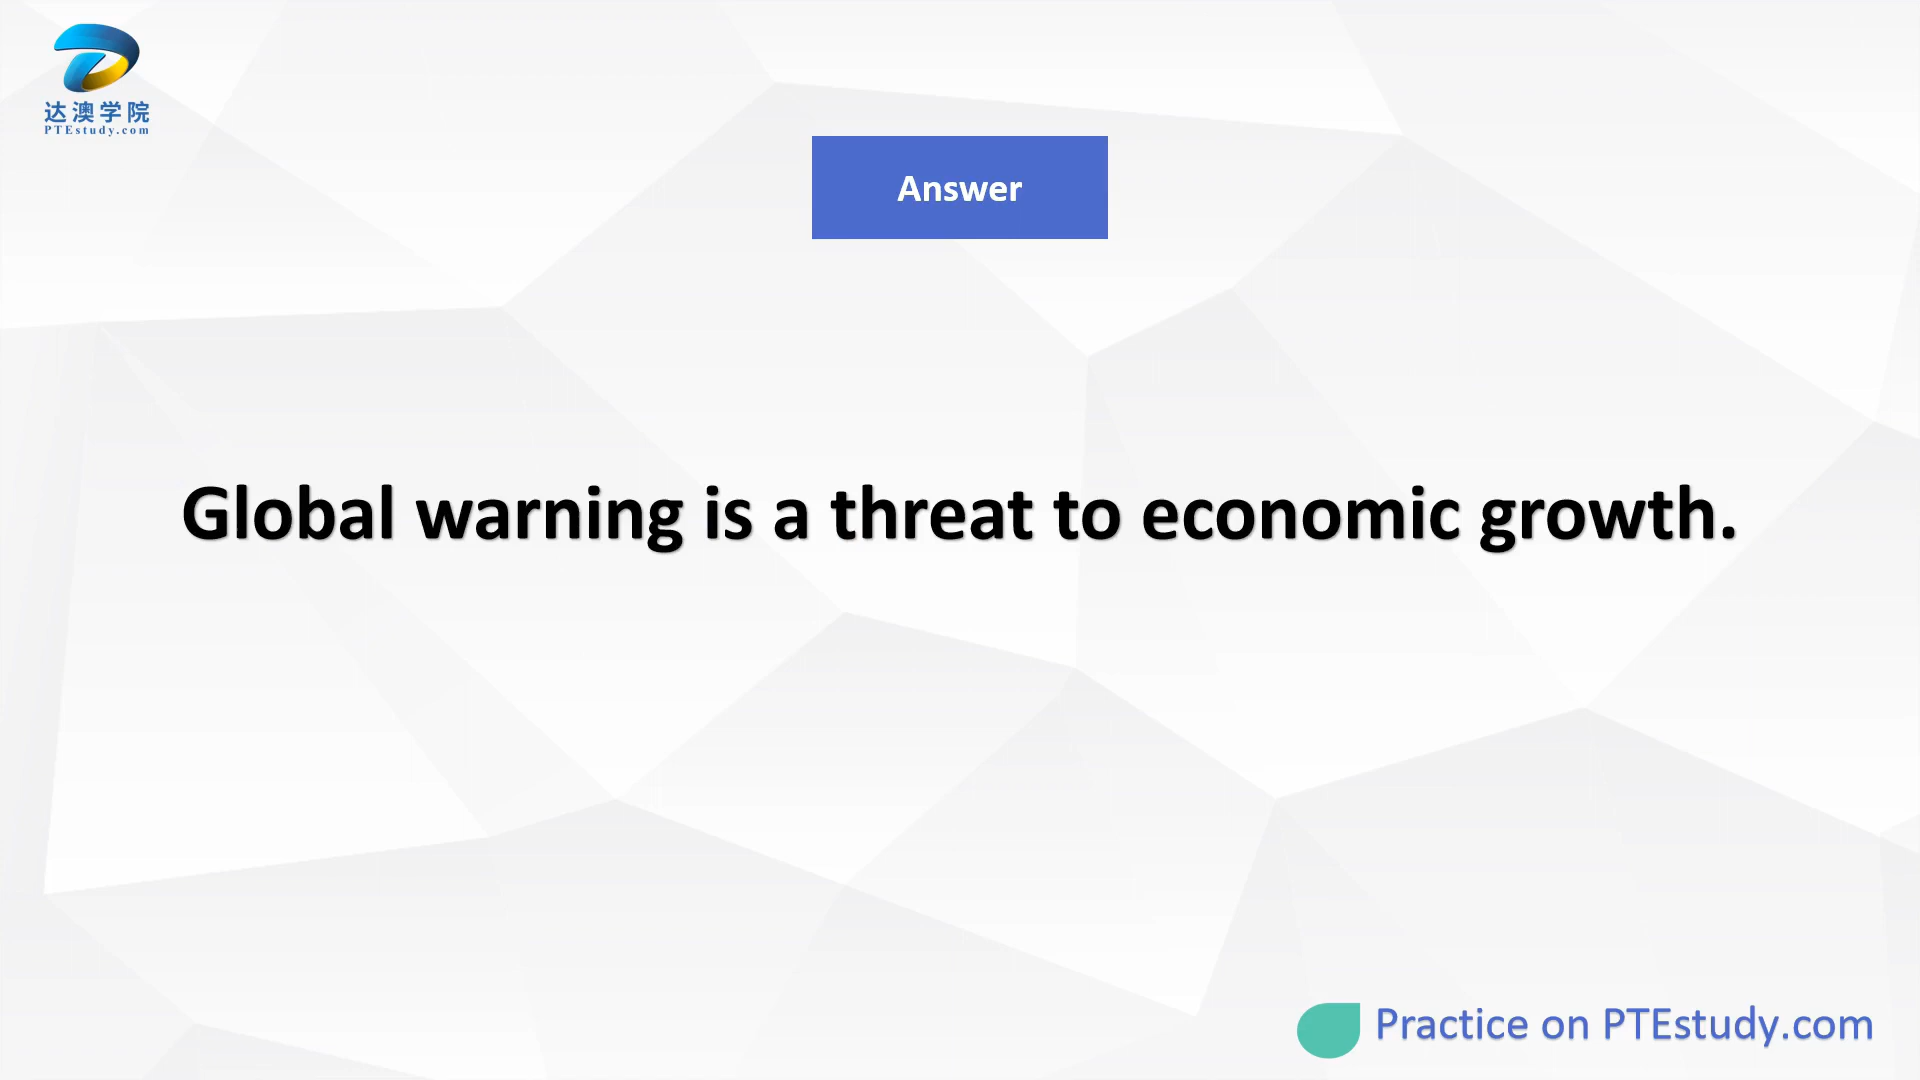 达澳学院
PTEstudy.com
Answer
Global warning is a threat to economic growth.
Practice on PTEstudy.com